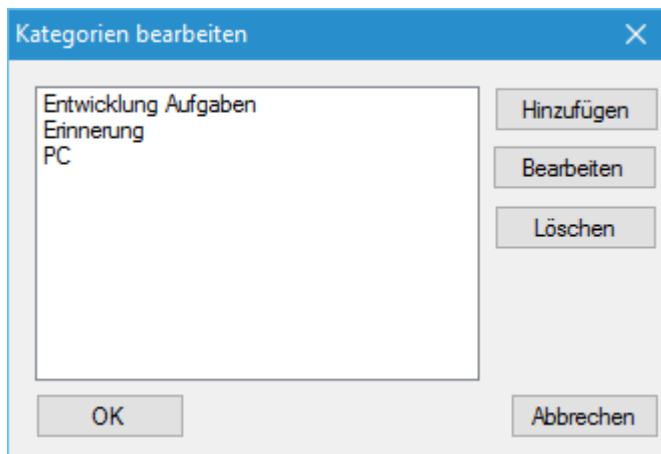 Kategorien bearbeiten
Entwicklung Aufgaben
Erinnerung
PC
Hinzufügen
Bearbeiten
Löschen
OK
Abbrechen